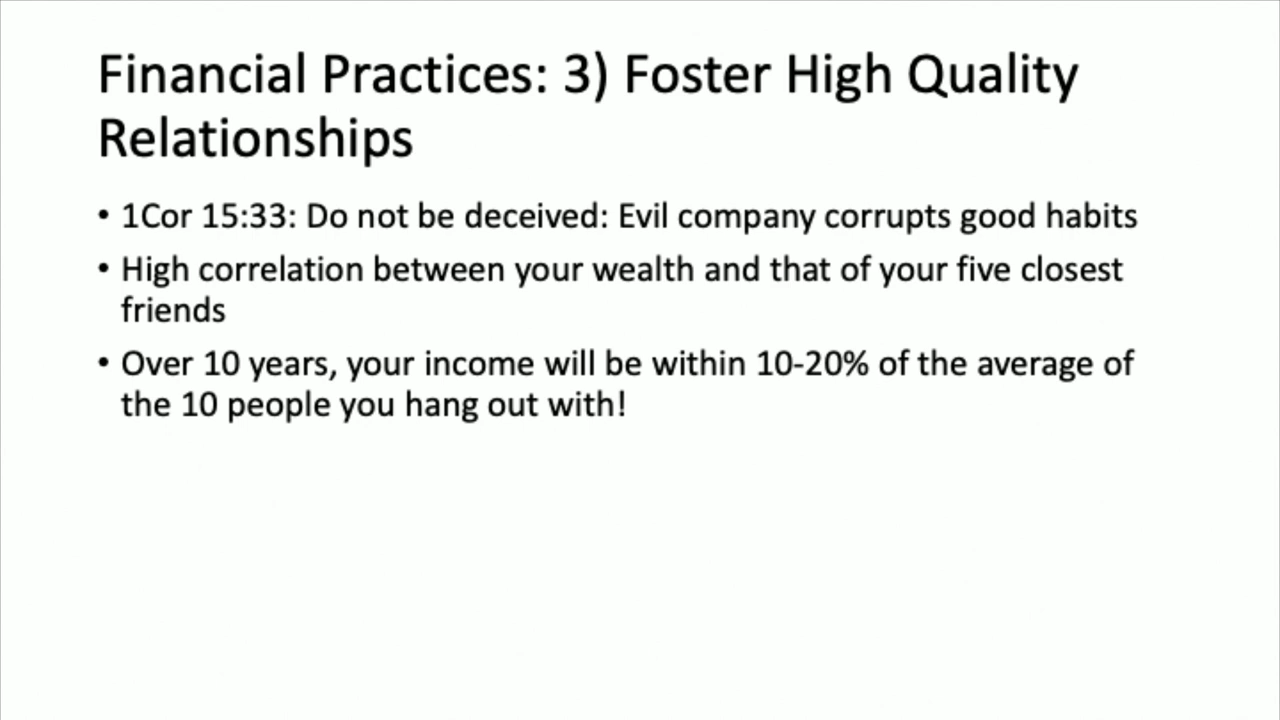 Financial Practices: 3) Foster High Quality
Relationships
• 1Cor 15:33: Do not be deceived: Evil company corrupts good habits
• High correlation between your wealth and that of your five closest
friends
• Over 10 years, your income will be within 10-20% of the average of
the 10 people you hang out with!